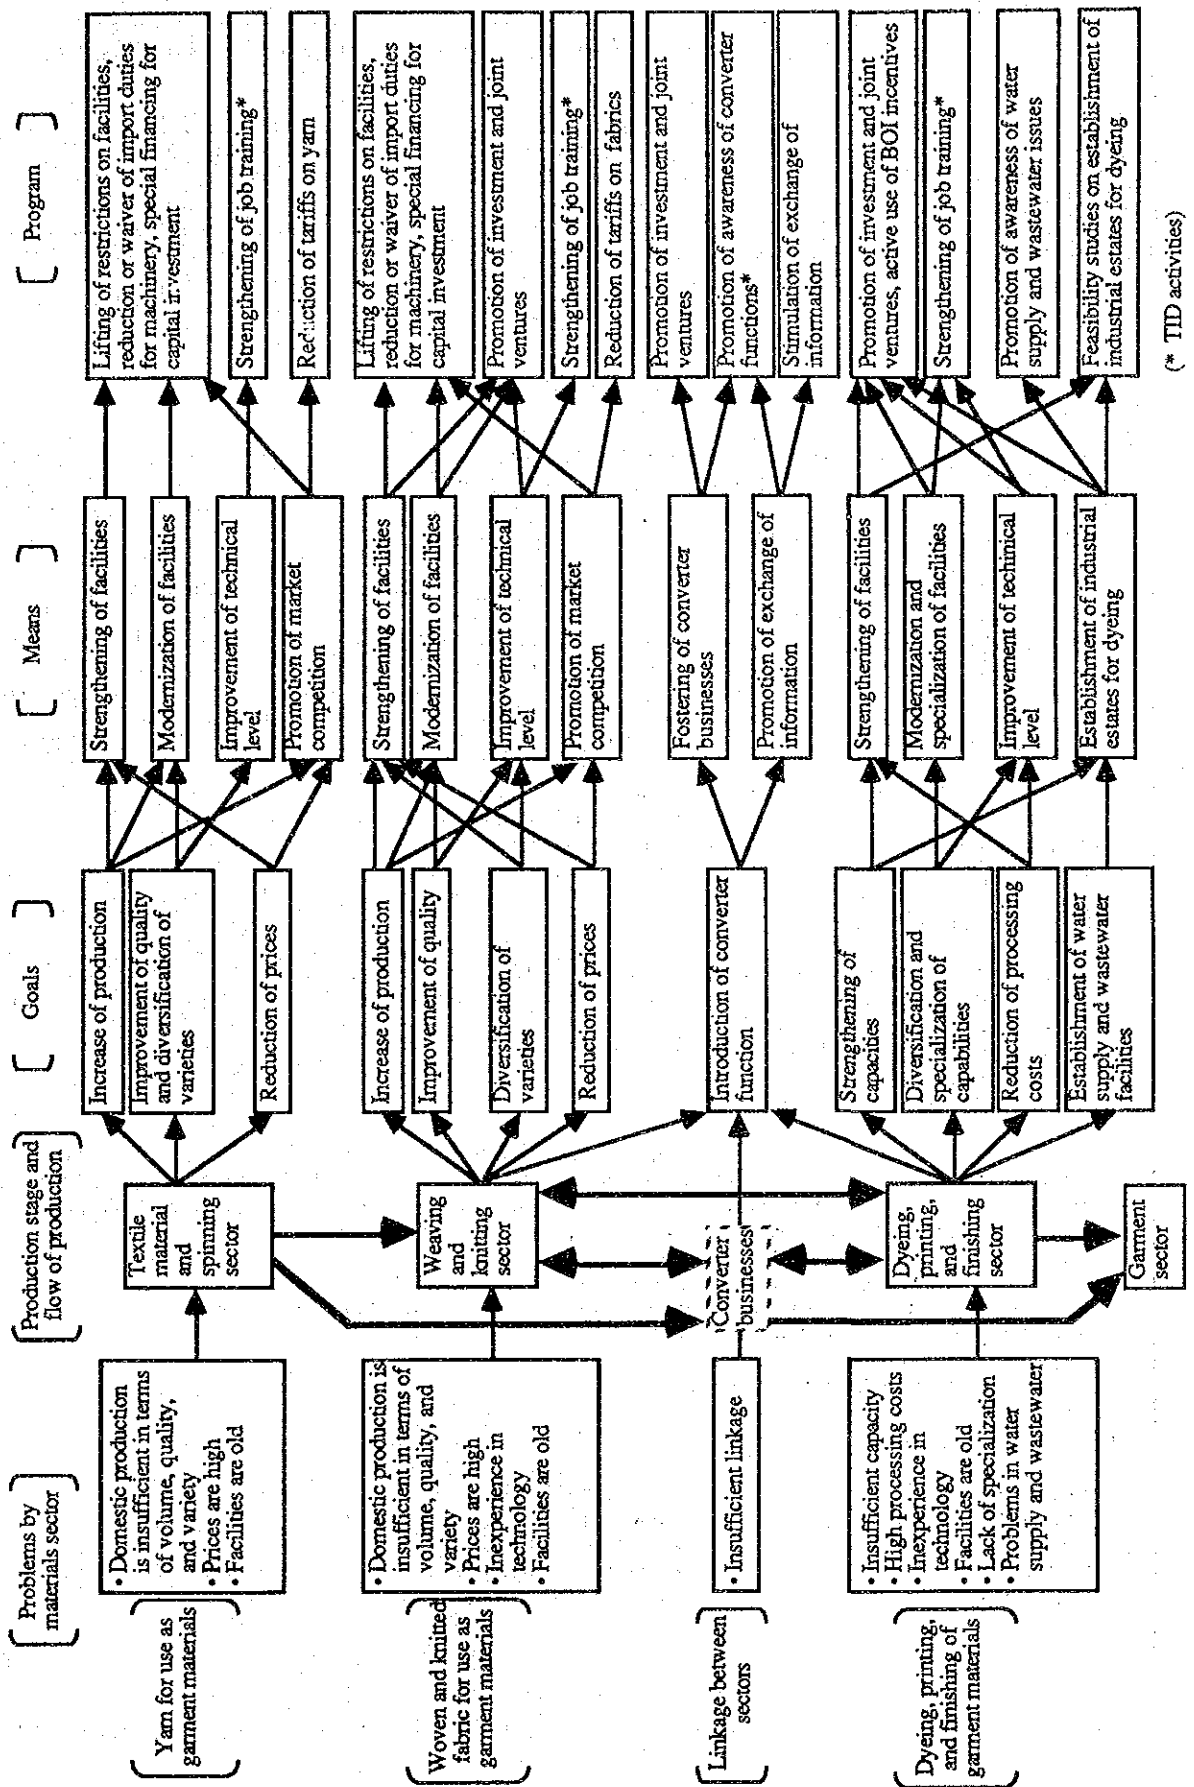 Problems by
materials sector
Production stage and
flow of production
Goals
Means
Program
Yarn for use as
garment materials
• Domestic production
is insufficient in terms
of volume, quality,
and variety
• Prices are high
• Facilities are old
Textile
material
and
spinning
sector
Increase of production
Improvement of quality
and diversification of
varieties
Reduction of prices
Strengthening of facilities
Modernization of facilities
Improvement of technical
level
Promotion of market
competition
Lifting of restrictions on facilities,
reduction or waiver of import duties
for machinery, special financing for
capital investment
Strengthening of job training*
Reduction of tariffs on yarn
Woven and knitted
fabric for use as
garment materials
• Domestic production is
insufficient in terms of
volume, quality, and
variety
• Prices are high
• Inexperience in
technology
• Facilities are old
Weaving
and
knitting
sector
Increase of production
Improvement of quality
Diversification of
varieties
Reduction of prices
Strengthening of facilities
Modernization of facilities
Improvement of technical
level
Promotion of market
competition
Lifting of restrictions on facilities,
reduction or waiver of import duties
for machinery, special financing for
capital investment
Promotion of investment and joint
ventures
Strengthening of job training*
Reduction of tariffs on fabrics
Linkage between
sectors
• Insufficient linkage
Converter
businesses
Introduction of converter
function
Fostering of converter
businesses
Promotion of exchange of
information
Promotion of investment and joint
ventures
Promotion of awareness of converter
functions*
Stimulation of exchange of
information
Dyeing, printing,
and finishing of
garment materials
• Insufficient capacity
• High processing costs
• Inexperience in
technology
• Facilities are old
• Lack of specialization
• Problems in water
supply and wastewater
Dyeing,
printing,
and
finishing
sector
Garment
sector
Strengthening of
capacities
Diversification and
specialization of
capabilities
Reduction of processing
costs
Establishment of water
supply and wastewater
facilities
Strengthening of facilities
Modernization and
specialization of facilities
Improvement of techinical
level
Establishment of industrial
estates for dyeing
Promotion of investment and joint
ventures, active use of BOI incentives
Strengthening of job training*
Promotion of awareness of water
supply and wastewater issues
Feasibility studies on establishment of
industrial estates for dyeing
(* TID activities)